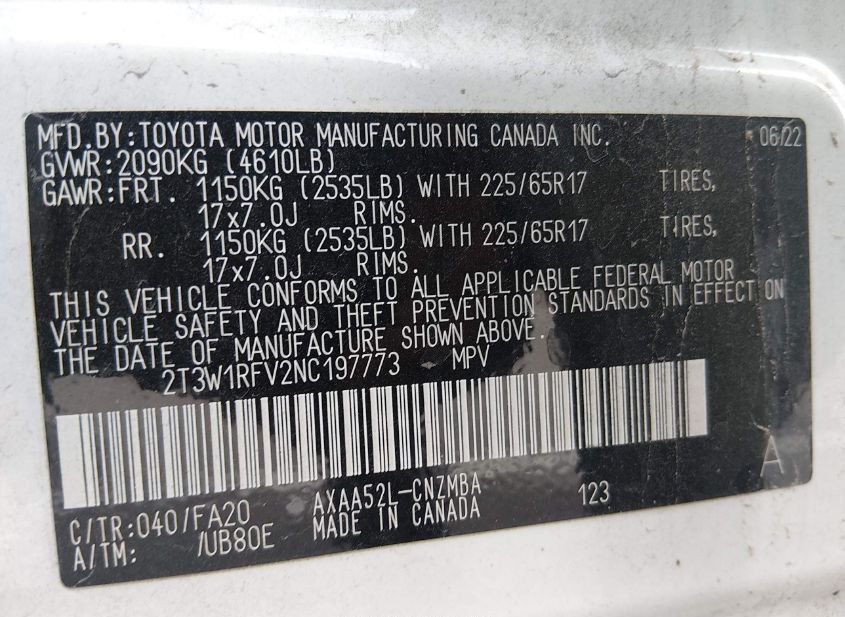 MFD.BY:TOYOTA MOTOR MANUFACTURING CANADA INC. 06/22
GVWR:2090KG (4610LB)
GAWR:FRT. 1150KG (2535LB) WITH 225/65R17 TIRES,
17x7.0J RIMS.
RR. 1150KG (2535LB) WITH 225/65R17 TIRES,
17x7.0J RIMS.
THIS VEHICLE CONFORMS TO ALL APPLICABLE FEDERAL MOTOR
VEHICLE SAFETY AND THEFT PREVENTION STANDARDS IN EFFECT ON
THE DATE OF MANUFACTURE SHOWN ABOVE.
2T3W1RFV2NC197773 MPV
A
C/TR:040/FA20 AXAA52L-CNZMBA 123
A/TM: /UB80E MADE IN CANADA